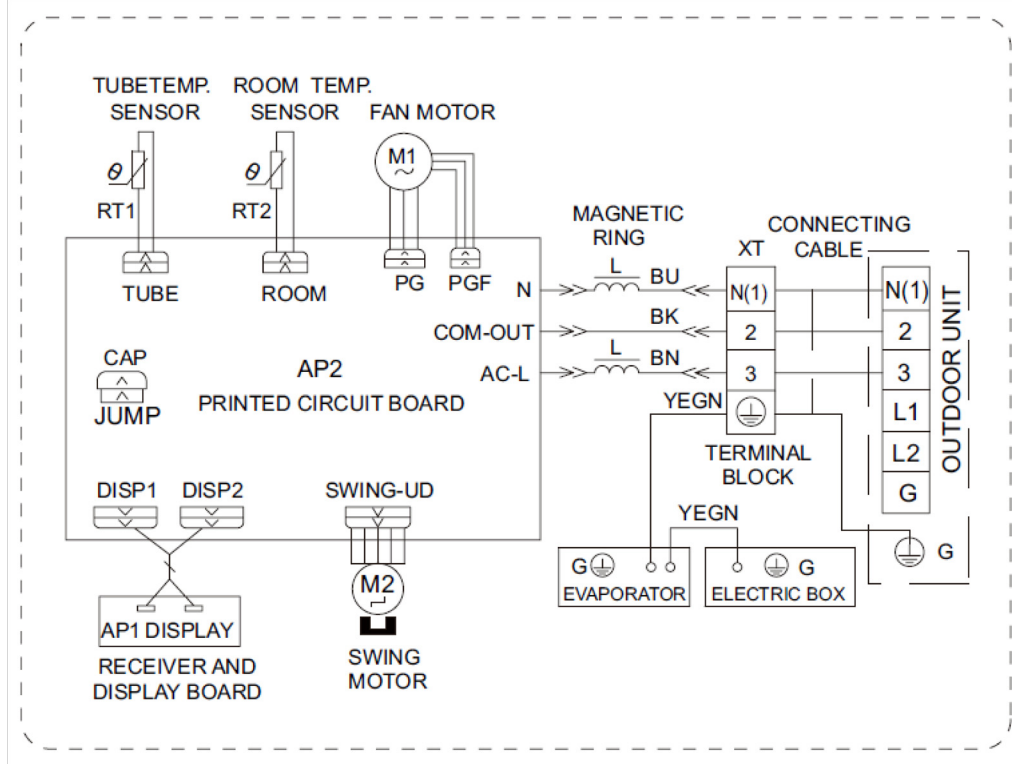 TUBETEMP. SENSOR
ROOM TEMP. SENSOR
FAN MOTOR
M1
θ
RT1
θ
RT2
TUBE
ROOM
PG
PGF
MAGNETIC
RING
XT
CONNECTING
CABLE
N
L
BU
N(1)
N(1)
COM-OUT
BK
2
2
AC-L
L
BN
3
3
YEGN
L1
L2
G
OUTDOOR UNIT
G
TERMINAL
BLOCK
CAP
JUMP
AP2
PRINTED CIRCUIT BOARD
DISP1
DISP2
SWING-UD
YEGN
G
EVAPORATOR
G
ELECTRIC BOX
M2
AP1 DISPLAY
RECEIVER AND
DISPLAY BOARD
SWING
MOTOR